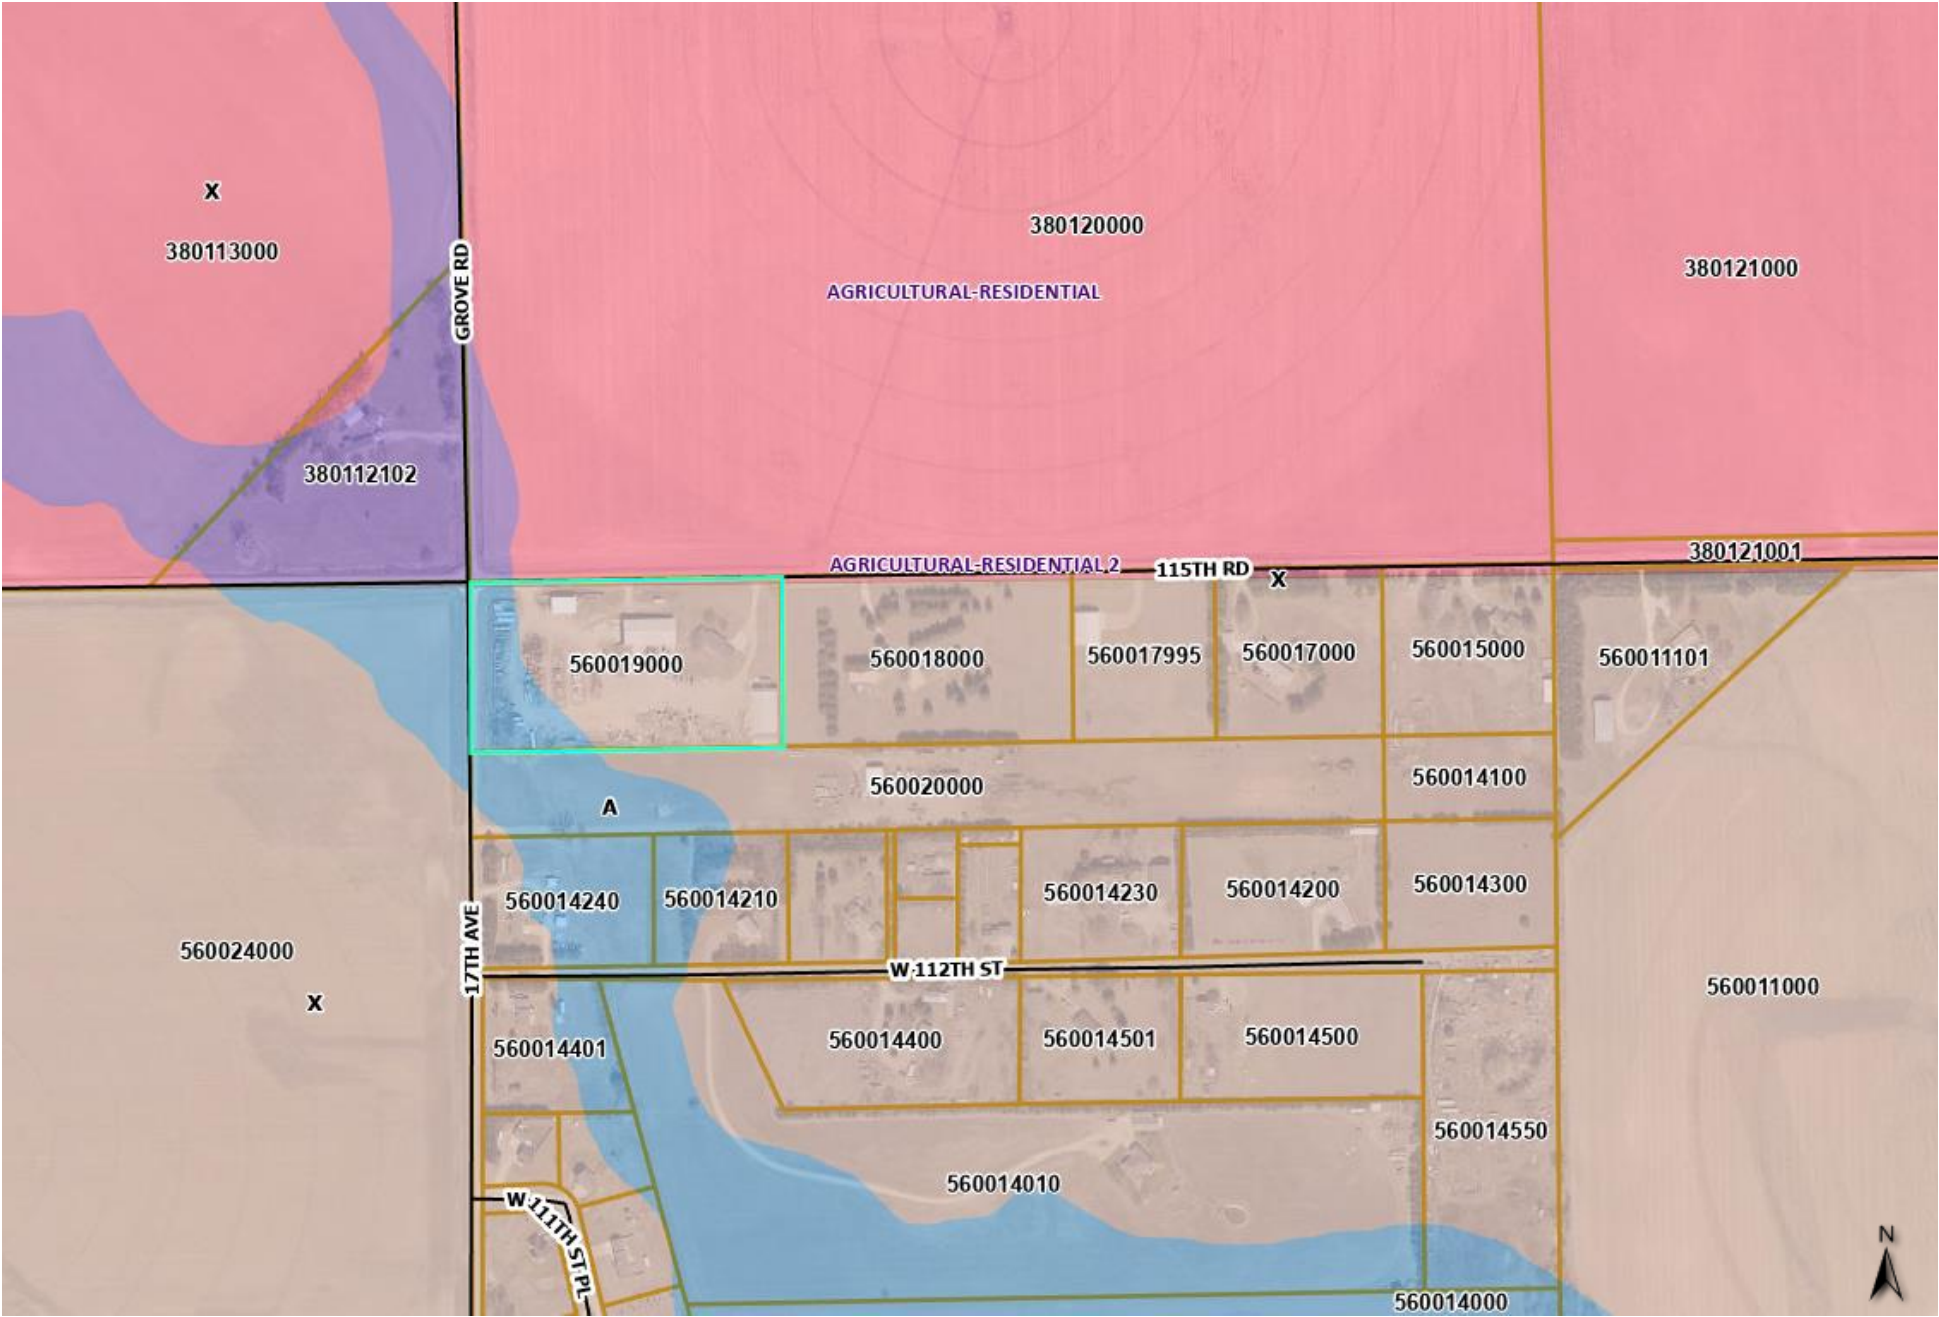 X
380113000
GROVE RD
380120000
AGRICULTURAL-RESIDENTIAL
380121000
380112102
AGRICULTURAL-RESIDENTIAL 2
115TH RD
X
380121001
560019000
560018000
560017995
560017000
560015000
560011101
A
560020000
560014100
560014240
560014210
560014230
560014200
560014300
560024000
X
17TH AVE
W 112TH ST
560011000
560014401
560014400
560014501
560014500
560014550
560014010
W 111TH ST PL
560014000
N